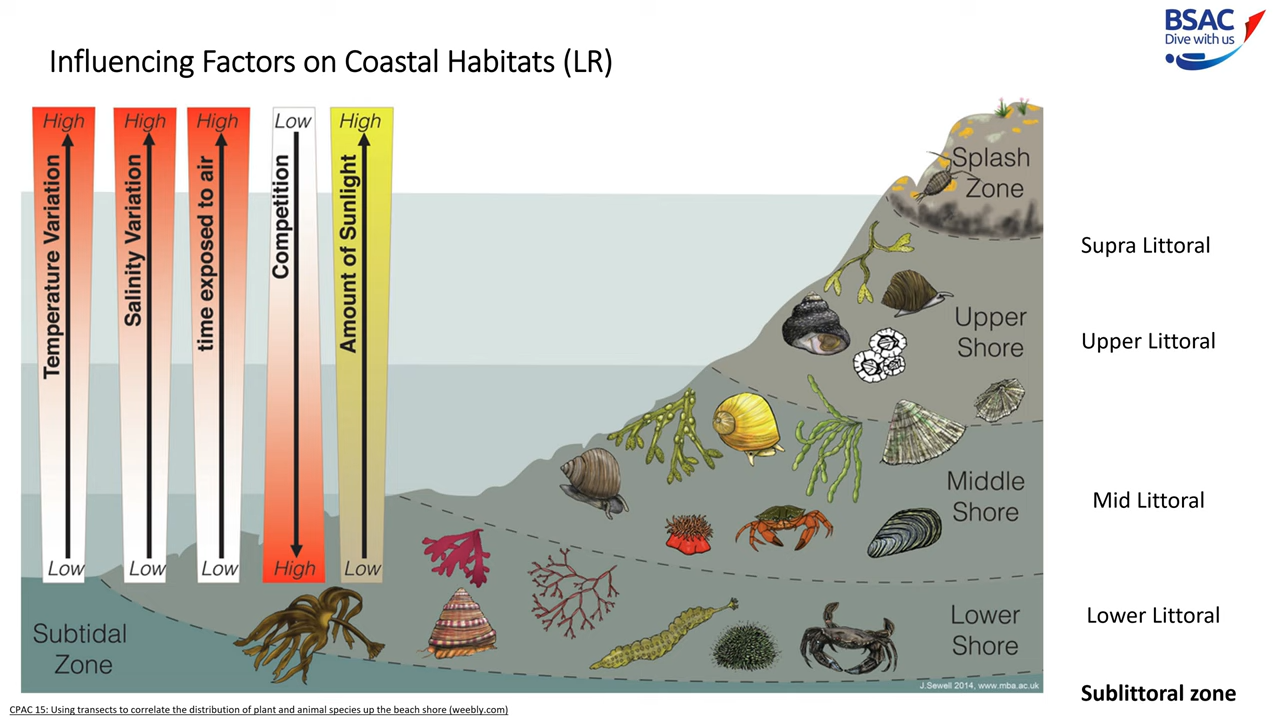 BSAC
Dive with us
Influencing Factors on Coastal Habitats (LR)
High
High
High
Low
High
Temperature Variation
Salinity Variation
time exposed to air
Competition
Amount of Sunlight
Low
Low
Low
High
Low
Splash
Zone
Supra Littoral
Upper
Shore
Upper Littoral
Middle
Shore
Mid Littoral
Lower
Shore
Lower Littoral
Subtidal
Zone
J.Sewell 2014, www.mba.ac.uk
Sublittoral zone
CPAC 15: Using transects to correlate the distribution of plant and animal species up the beach shore (weebly.com)